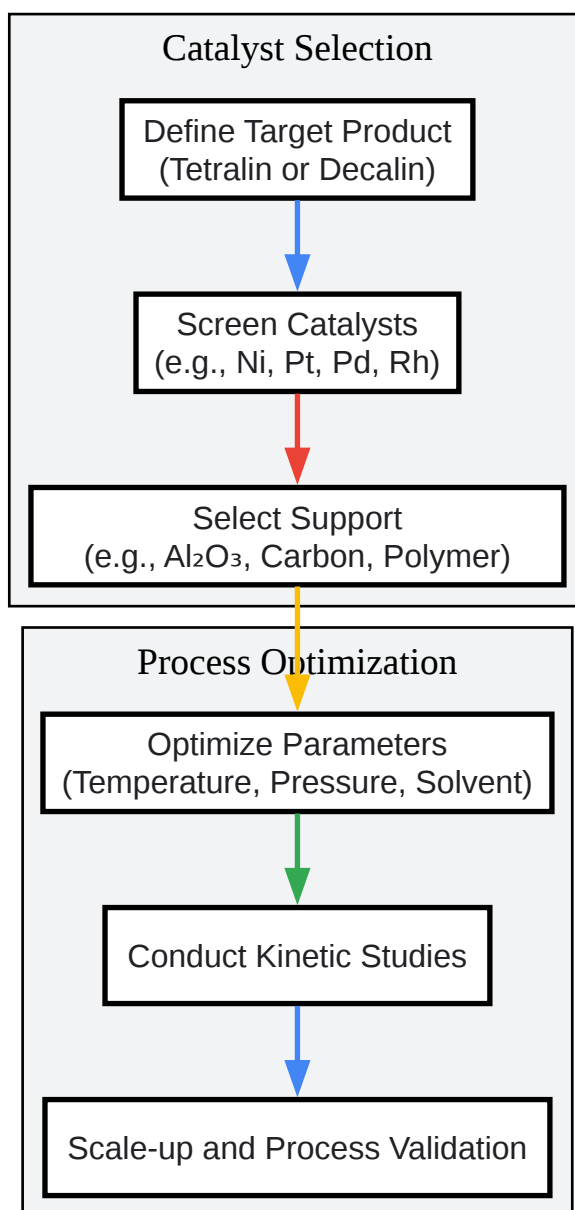 Catalyst Selection
Define Target Product
(Tetralin or Decalin)
Screen Catalysts
(e.g., Ni, Pt, Pd, Rh)
Select Support
(e.g., Al₂O₃, Carbon, Polymer)
Process Optimization
Optimize Parameters
(Temperature, Pressure, Solvent)
Conduct Kinetic Studies
Scale-up and Process Validation